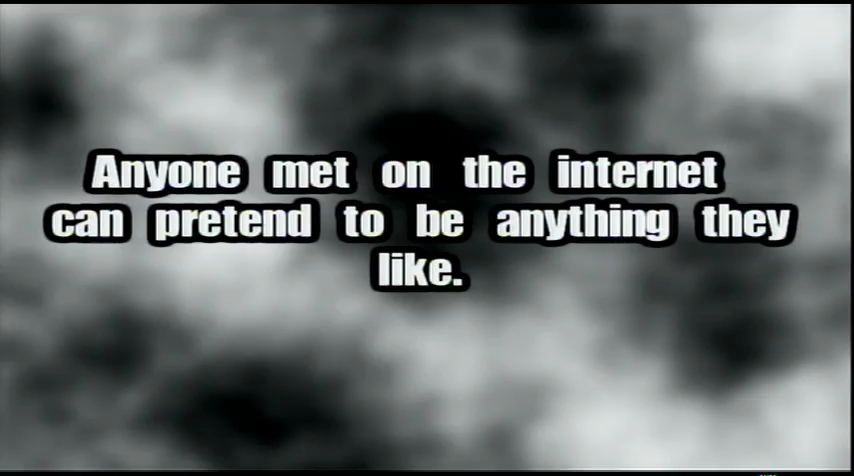 Anyone met on the internet
can pretend to be anything they
like.